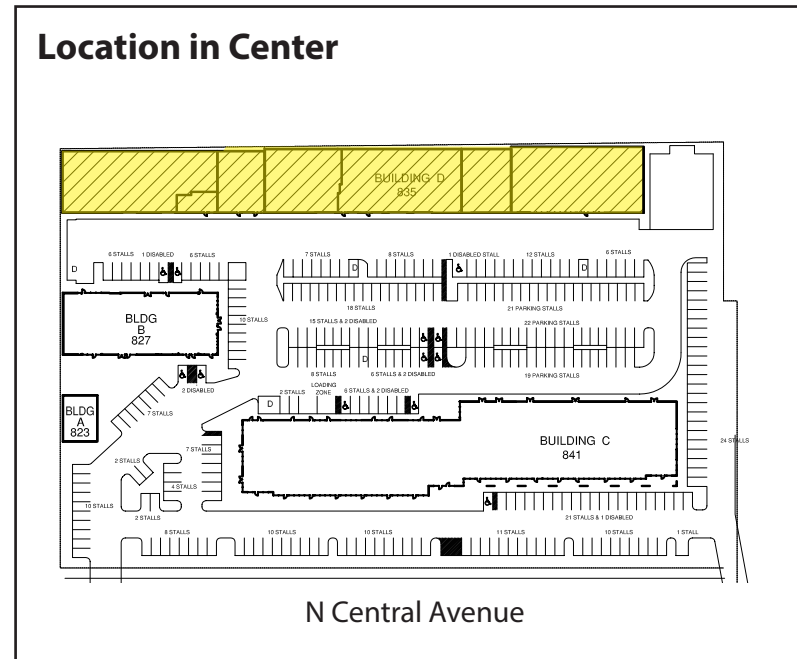 Location in Center
BUILDING D
835
6 STALLS
1 DISABLED
6 STALLS
D
7 STALLS
D
8 STALLS
1 DISABLED STALL
12 STALLS
D
6 STALLS
18 STALLS
21 PARKING STALLS
BLDG
B
827
10 STALLS
15 STALLS & 2 DISABLED
22 PARKING STALLS
D
8 STALLS
6 STALLS & 2 DISABLED
19 PARKING STALLS
2 DISABLED
2 STALLS
LOADING
ZONE
6 STALLS & 2 DISABLED
D
BLDG
A
823
7 STALLS
BUILDING C
841
24 STALLS
7 STALLS
2 STALLS
4 STALLS
10 STALLS
2 STALLS
21 STALLS & 1 DISABLED
8 STALLS
10 STALLS
10 STALLS
11 STALLS
10 STALLS
1 STALL
N Central Avenue